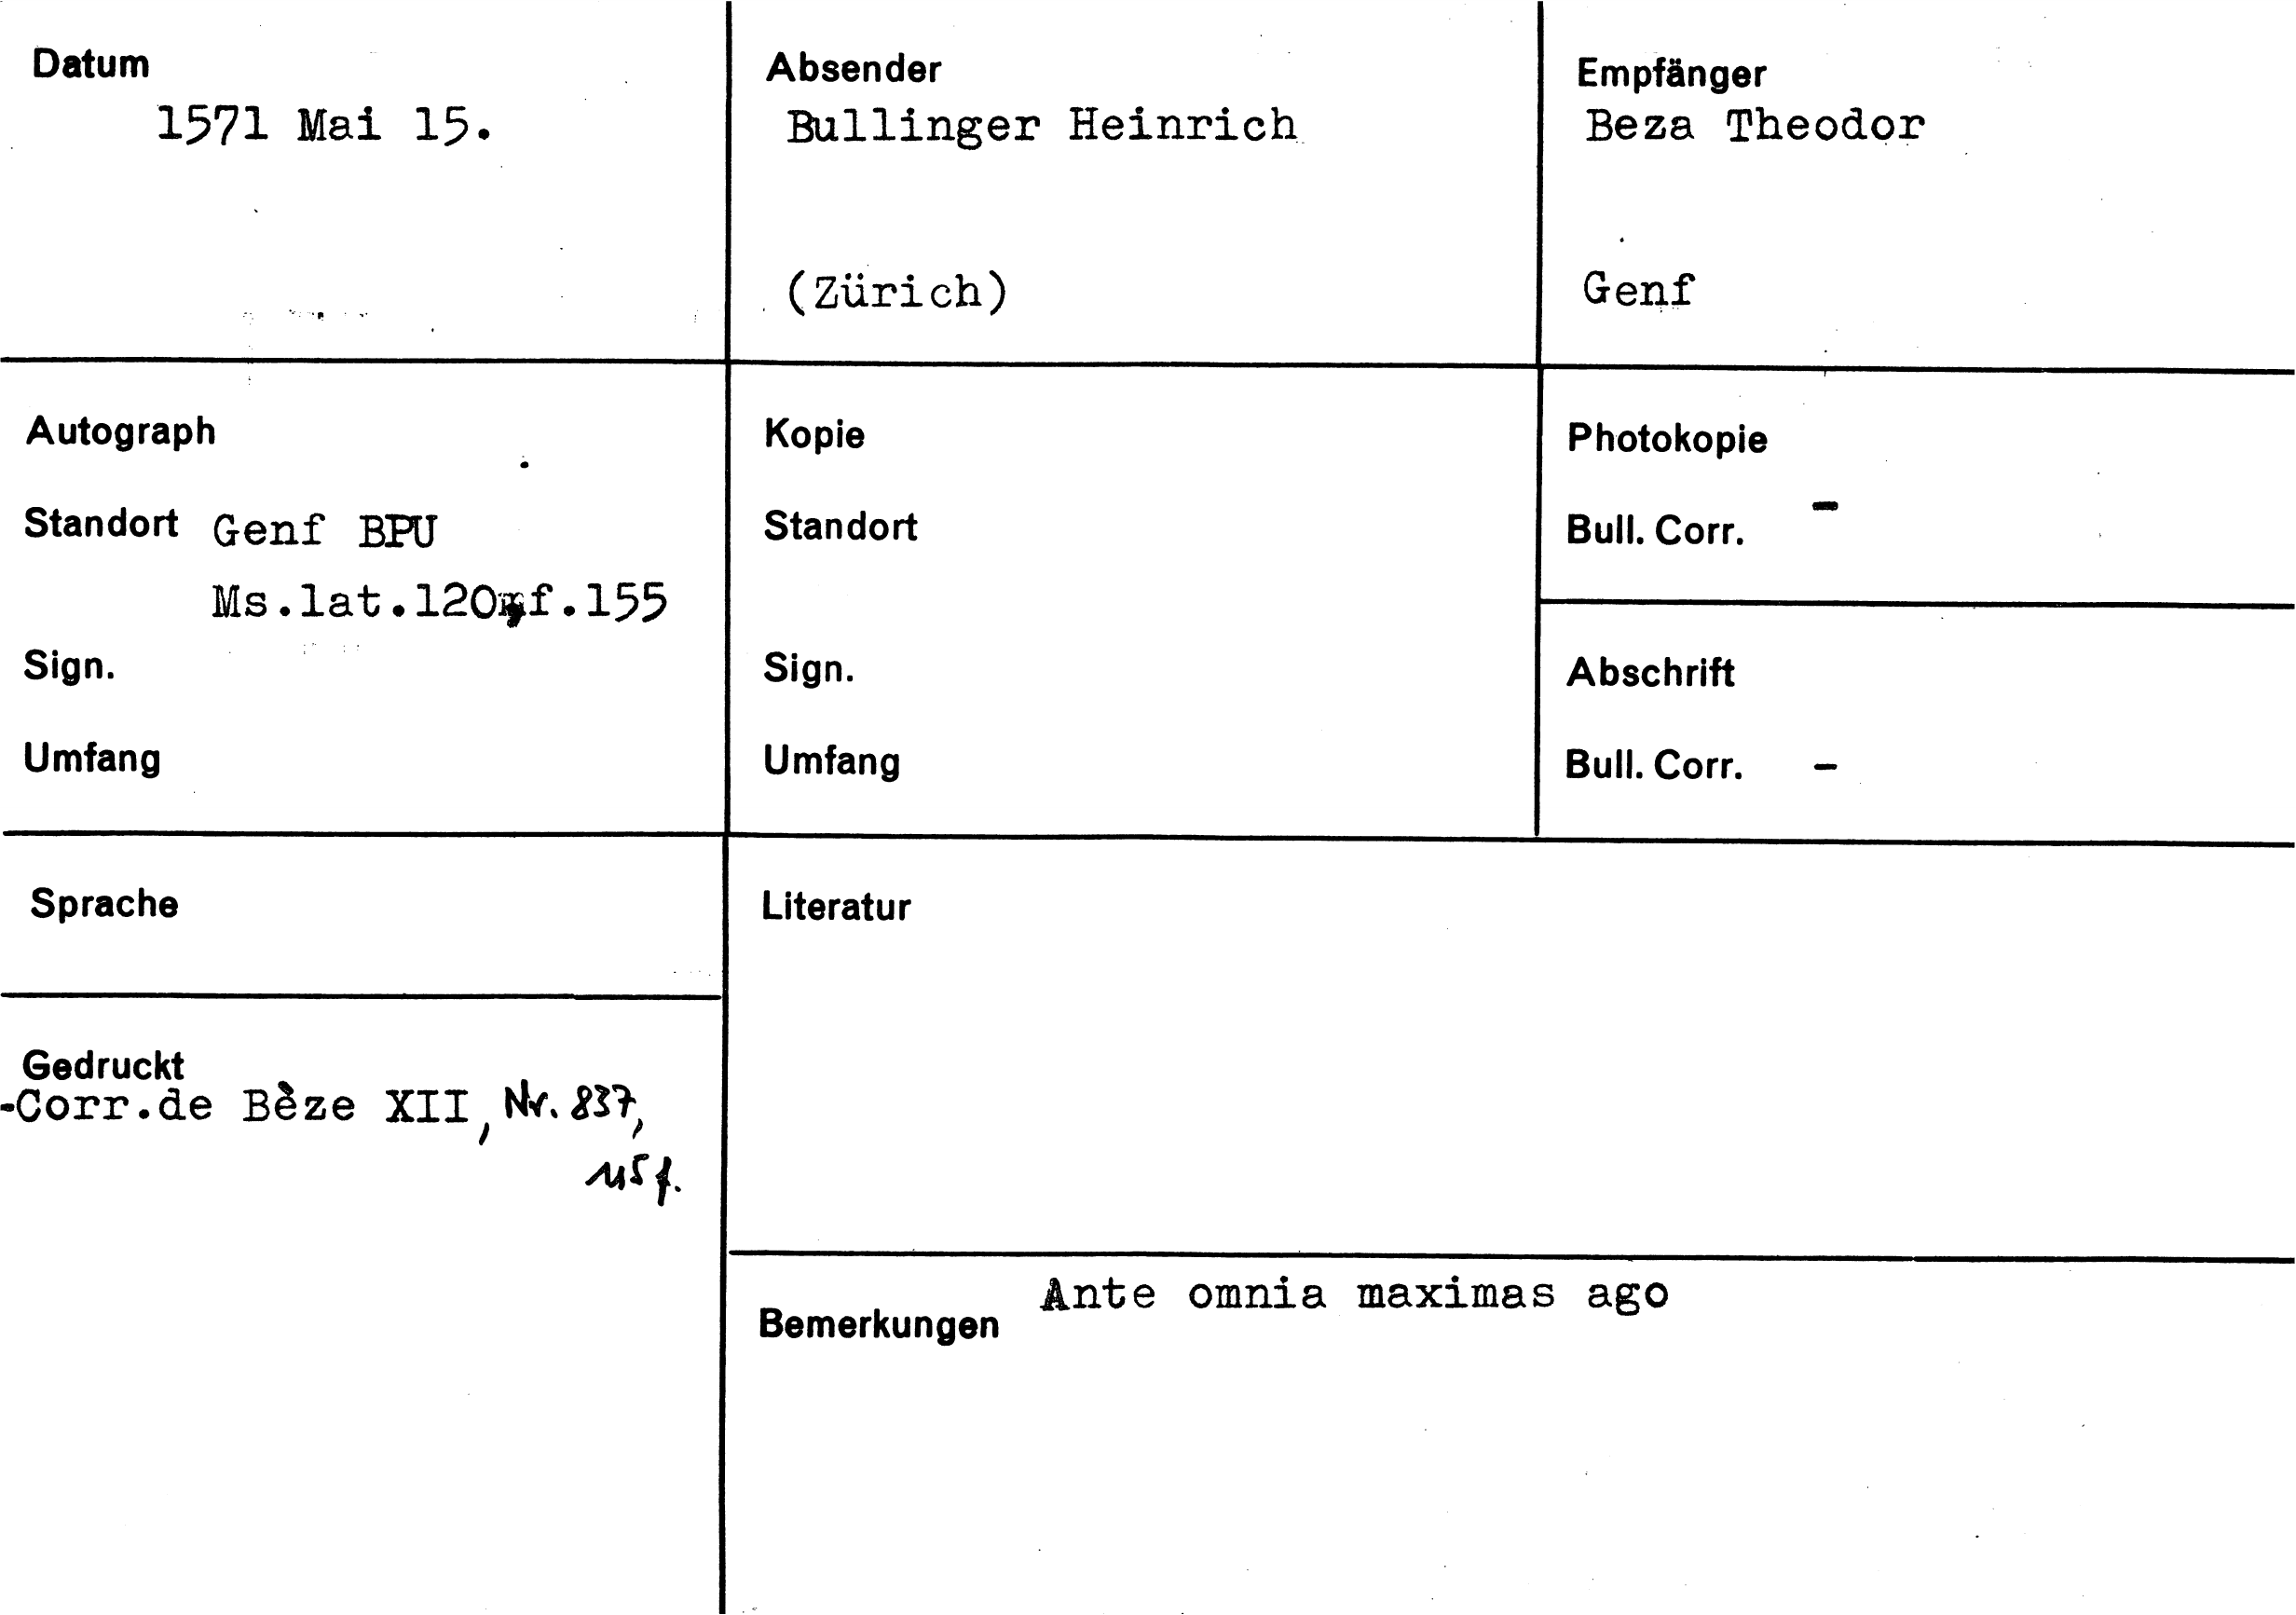 Datum
1571 Mai 15.
Absender
Bullinger Heinrich
(Zürich)
Empfänger
Beza Theodor
Genf
Autograph
Standort Genf BPU
Ms.lat.120,f.155
Sign.
Umfang
Kopie
Standort
Sign.
Umfang
Photokopie
Bull. Corr. -
Abschrift
Bull. Corr. -
Sprache
Gedruckt
-Corr.de Bèze XII, Nr. 837,
115 f.
Literatur
Ante omnia maximas ago
Bemerkungen